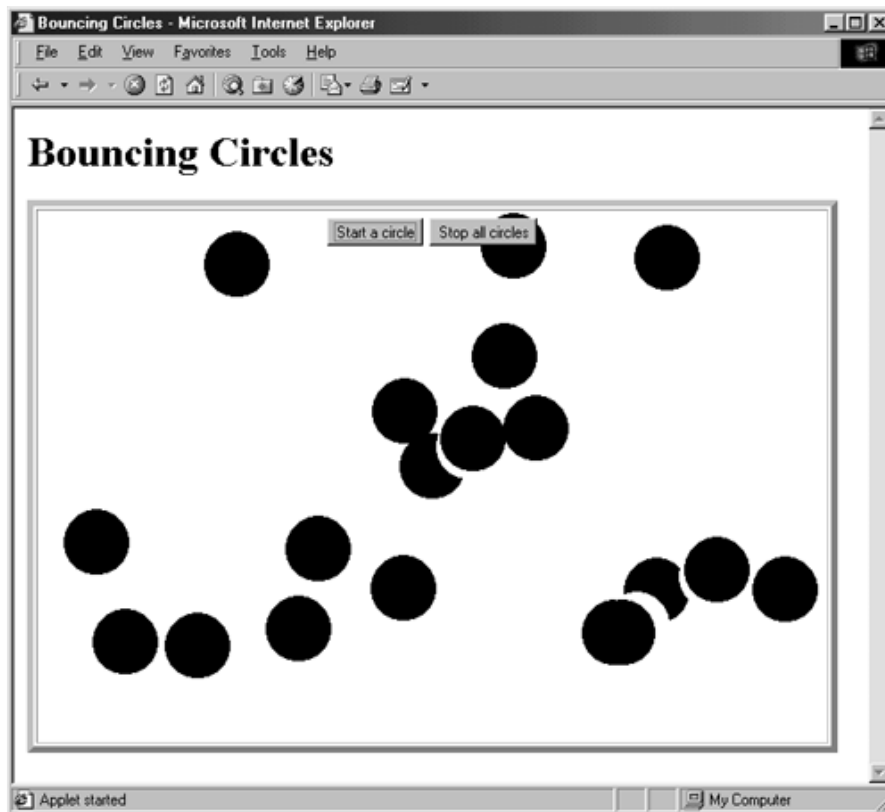 Bouncing Circles - Microsoft Internet Explorer
File Edit View Favorites Tools Help
Bouncing Circles
Start a circle Stop all circles
Applet started My Computer